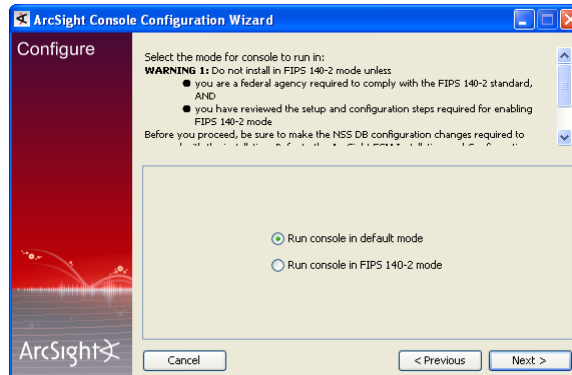 ArcSight Console Configuration Wizard
Configure
Select the mode for console to run in:
WARNING 1: Do not install in FIPS 140-2 mode unless
you are a federal agency required to comply with the FIPS 140-2 standard,
AND
you have reviewed the setup and configuration steps required for enabling
FIPS 140-2 mode
Before you proceed, be sure to make the NSS DB configuration changes required to
Run console in default mode
Run console in FIPS 140-2 mode
ArcSight
Cancel
< Previous
Next >